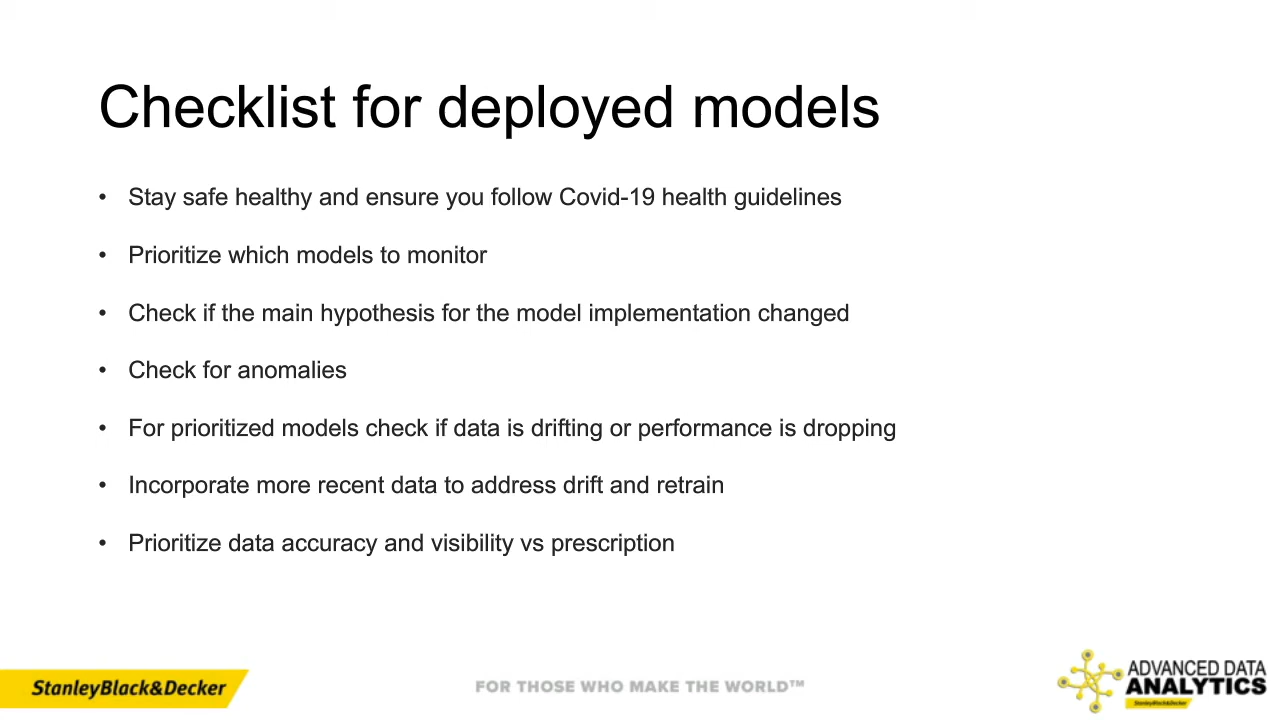 Checklist for deployed models
• Stay safe healthy and ensure you follow Covid-19 health guidelines
• Prioritize which models to monitor
• Check if the main hypothesis for the model implementation changed
• Check for anomalies
• For prioritized models check if data is drifting or performance is dropping
• Incorporate more recent data to address drift and retrain
• Prioritize data accuracy and visibility vs prescription
StanleyBlack&Decker
FOR THOSE WHO MAKE THE WORLD™
ADVANCED DATA
ANALYTICS
StanleyBlack&Decker